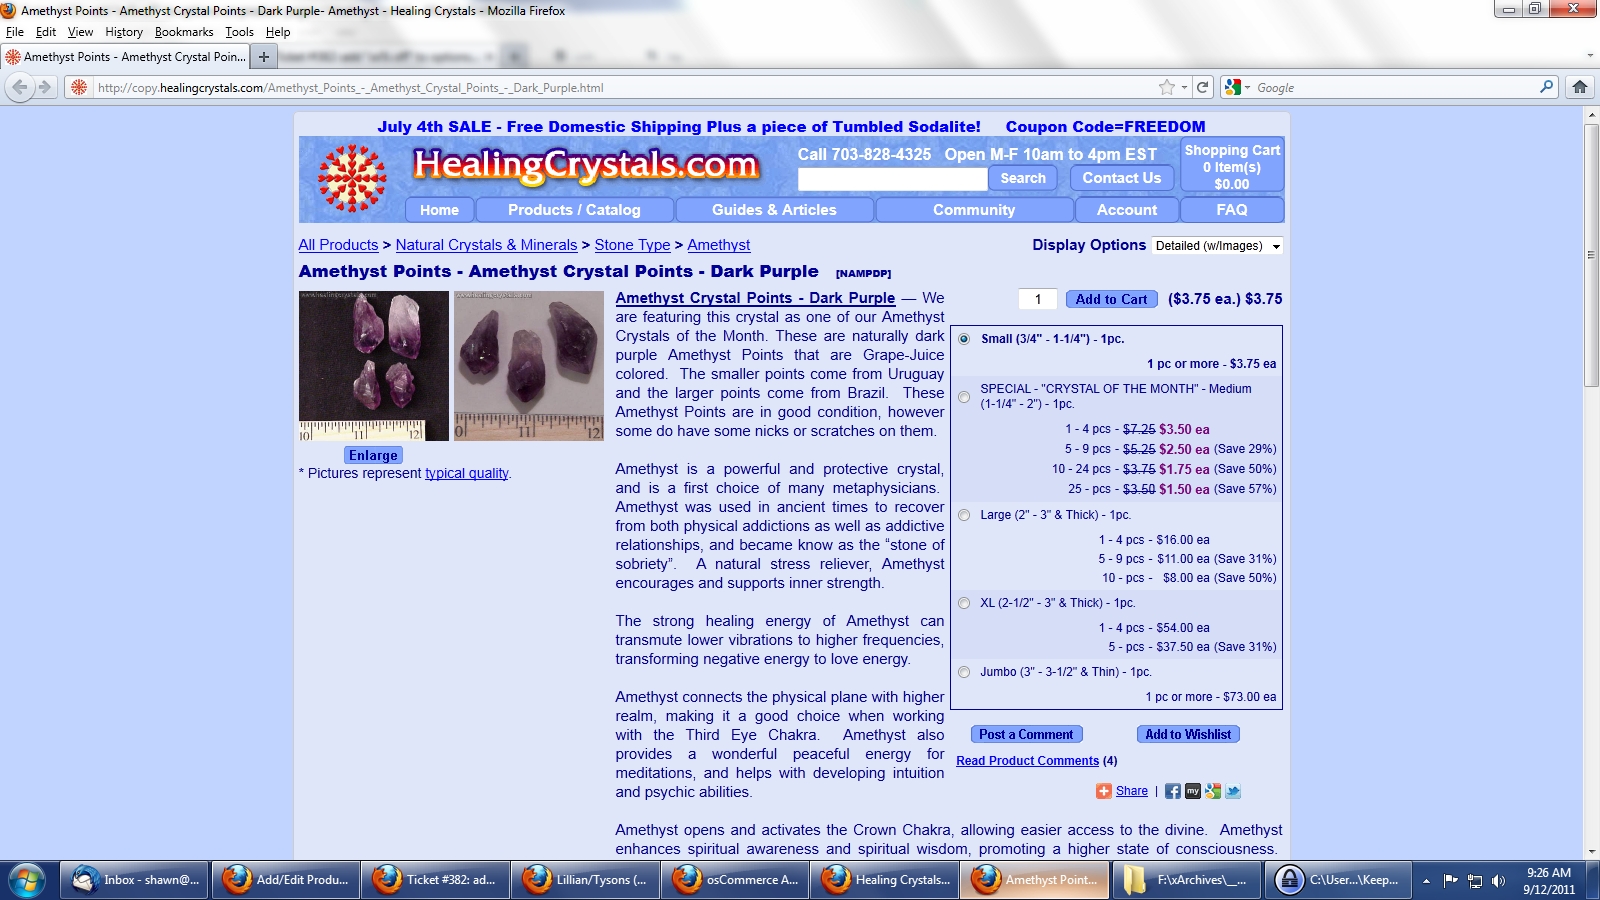 Amethyst Points - Amethyst Crystal Points - Dark Purple- Amethyst - Healing Crystals - Mozilla Firefox
File Edit View History Bookmarks Tools Help
Amethyst Points - Amethyst Crystal Poin...
http://copy.healingcrystals.com/Amethyst_Points_-_Amethyst_Crystal_Points_-_Dark_Purple.html
Google
July 4th SALE - Free Domestic Shipping Plus a piece of Tumbled Sodalite! Coupon Code=FREEDOM
HealingCrystals.com
Call 703-828-4325 Open M-F 10am to 4pm EST
Search
Contact Us
Shopping Cart
0 Item(s)
$0.00
Home
Products / Catalog
Guides & Articles
Community
Account
FAQ
All Products > Natural Crystals & Minerals > Stone Type > Amethyst
Display Options Detailed (w/Images)
Amethyst Points - Amethyst Crystal Points - Dark Purple [NAMPDP]
10 11 12
0 11 12
Enlarge
* Pictures represent typical quality.
Amethyst Crystal Points - Dark Purple — We
are featuring this crystal as one of our Amethyst
Crystals of the Month. These are naturally dark
purple Amethyst Points that are Grape-Juice
colored. The smaller points come from Uruguay
and the larger points come from Brazil. These
Amethyst Points are in good condition, however
some do have some nicks or scratches on them.
Amethyst is a powerful and protective crystal,
and is a first choice of many metaphysicians.
Amethyst was used in ancient times to recover
from both physical addictions as well as addictive
relationships, and became know as the “stone of
sobriety”. A natural stress reliever, Amethyst
encourages and supports inner strength.
The strong healing energy of Amethyst can
transmute lower vibrations to higher frequencies,
transforming negative energy to love energy.
Amethyst connects the physical plane with higher
realm, making it a good choice when working
with the Third Eye Chakra. Amethyst also
provides a wonderful peaceful energy for
meditations, and helps with developing intuition
and psychic abilities.
Amethyst opens and activates the Crown Chakra, allowing easier access to the divine. Amethyst
enhances spiritual awareness and spiritual wisdom, promoting a higher state of consciousness.
1 Add to Cart ($3.75 ea.) $3.75
Small (3/4" - 1-1/4") - 1pc.
1 pc or more - $3.75 ea
SPECIAL - "CRYSTAL OF THE MONTH" - Medium
(1-1/4" - 2") - 1pc.
1 - 4 pcs - $7.25 $3.50 ea
5 - 9 pcs - $5.25 $2.50 ea (Save 29%)
10 - 24 pcs - $3.75 $1.75 ea (Save 50%)
25 - pcs - $3.50 $1.50 ea (Save 57%)
Large (2" - 3" & Thick) - 1pc.
1 - 4 pcs - $16.00 ea
5 - 9 pcs - $11.00 ea (Save 31%)
10 - pcs - $8.00 ea (Save 50%)
XL (2-1/2" - 3" & Thick) - 1pc.
1 - 4 pcs - $54.00 ea
5 - pcs - $37.50 ea (Save 31%)
Jumbo (3" - 3-1/2" & Thin) - 1pc.
1 pc or more - $73.00 ea
Post a Comment
Add to Wishlist
Read Product Comments (4)
Share | my
Inbox - shawn@...
Add/Edit Produ...
Ticket #382: ad...
Lillian/Tysons (...
osCommerce A...
Healing Crystals...
Amethyst Point...
F:\xArchives\__...
C:\User...\Keep...
9:26 AM
9/12/2011